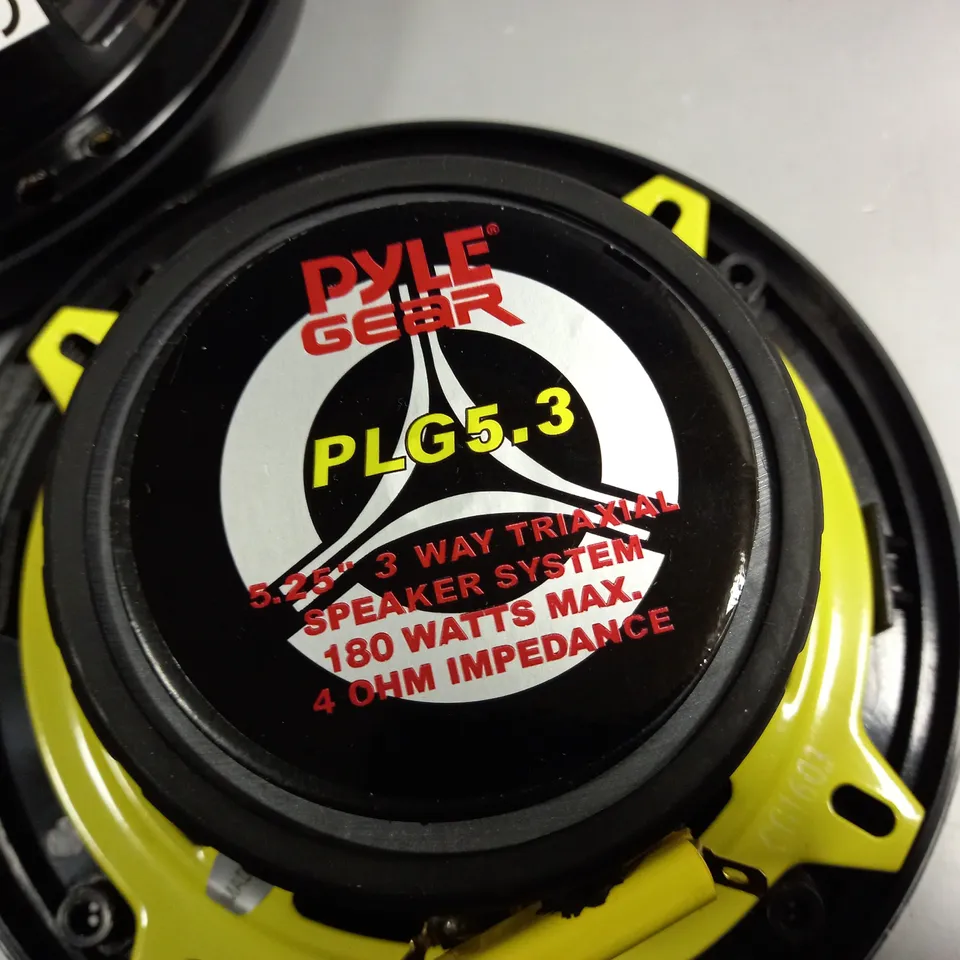 PYLE®
GEAR
PLG5.3
5.25" 3 WAY TRIAXIAL
SPEAKER SYSTEM
180 WATTS MAX.
4 OHM IMPEDANCE